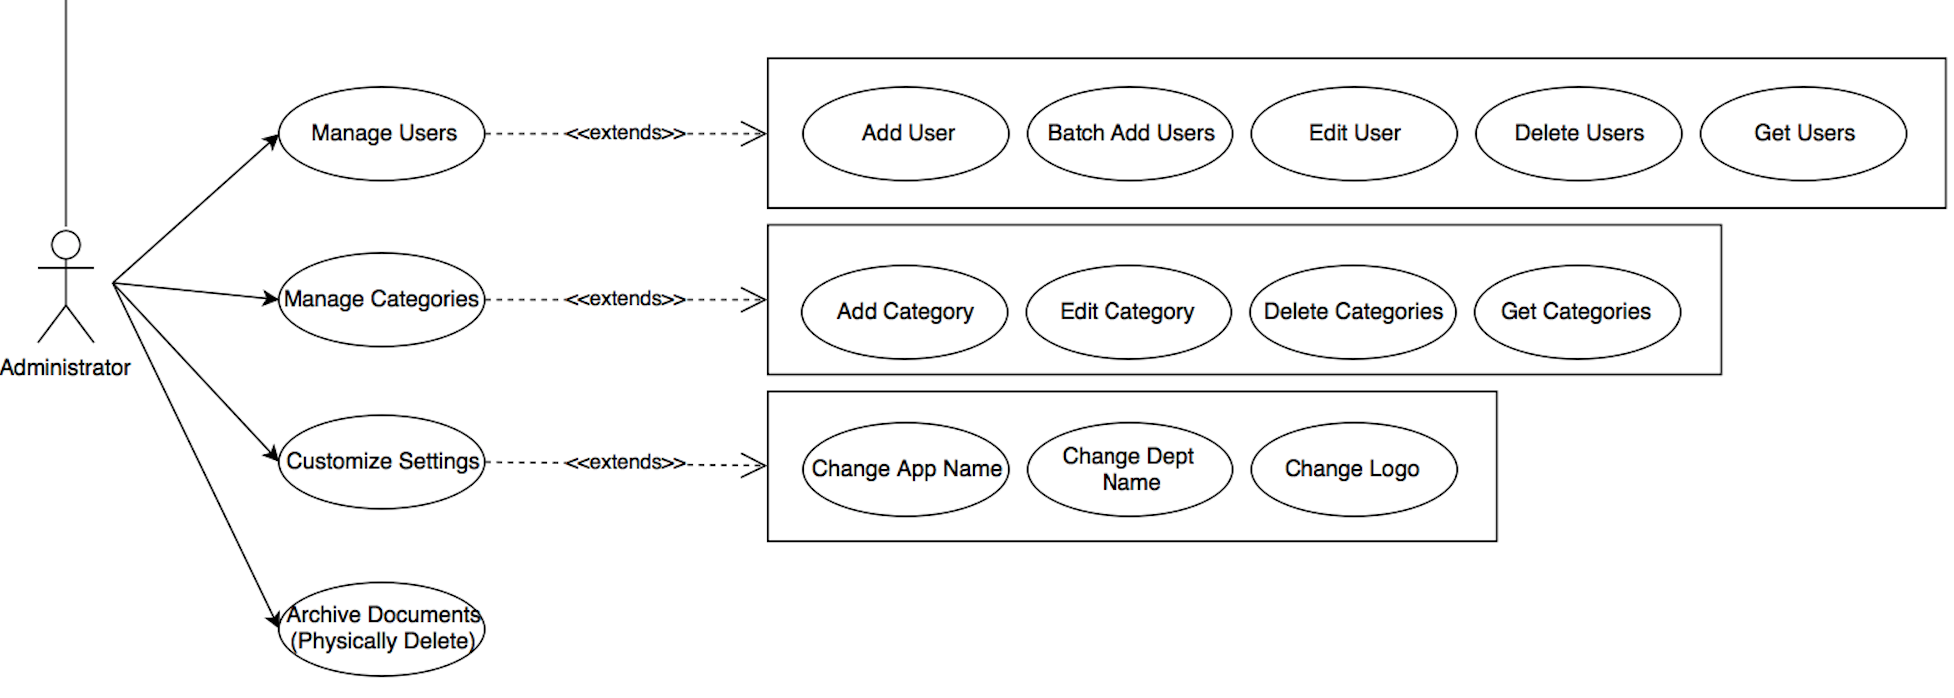 Manage Users
<<extends>>
Add User
Batch Add Users
Edit User
Delete Users
Get Users
Administrator
Manage Categories
<<extends>>
Add Category
Edit Category
Delete Categories
Get Categories
Customize Settings
<<extends>>
Change App Name
Change Dept
Name
Change Logo
Archive Documents
(Physically Delete)